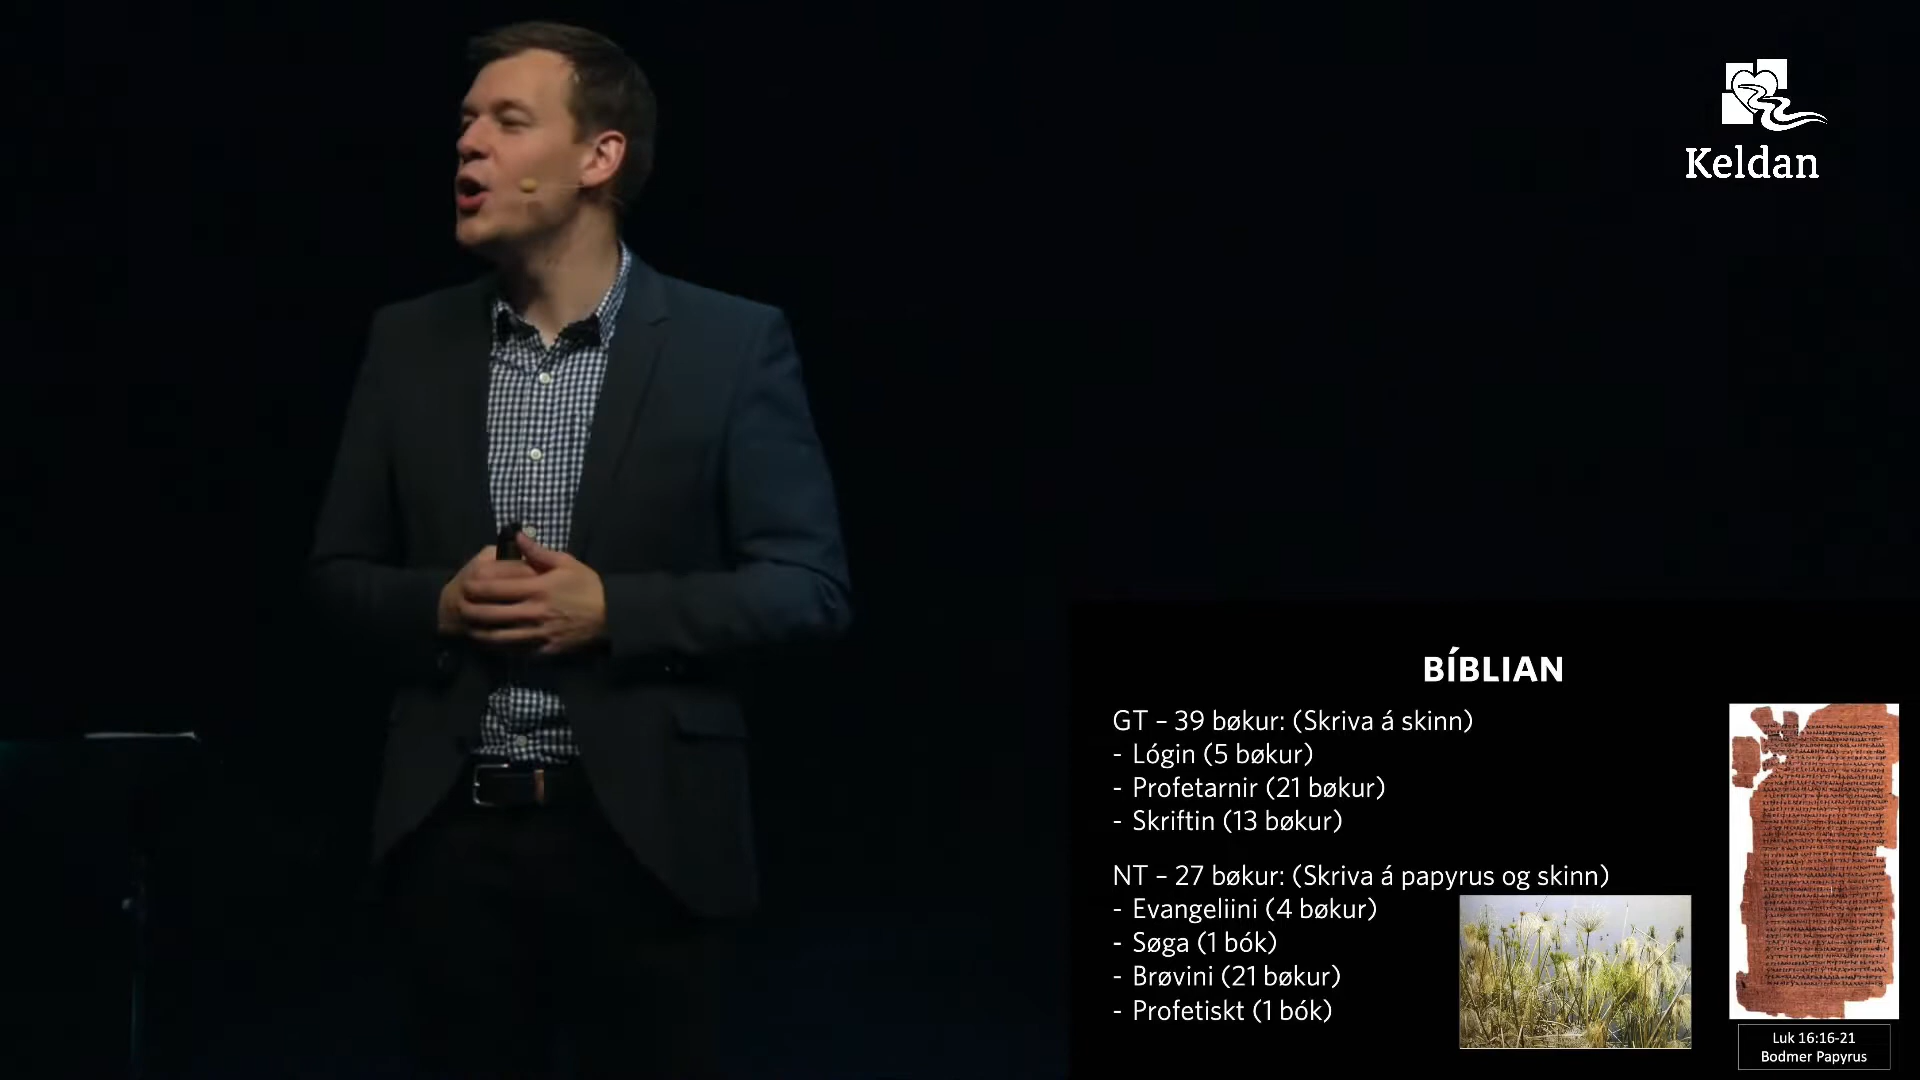 Keldan
BÍBLIAN
GT – 39 bøkur: (Skriva á skinn)
- Lógin (5 bøkur)
- Profetarnir (21 bøkur)
- Skriftin (13 bøkur)
NT – 27 bøkur: (Skriva á papyrus og skinn)
- Evangeliini (4 bøkur)
- Søga (1 bók)
- Brøvini (21 bøkur)
- Profetiskt (1 bók)
Luk 16:16-21
Bodmer Papyrus